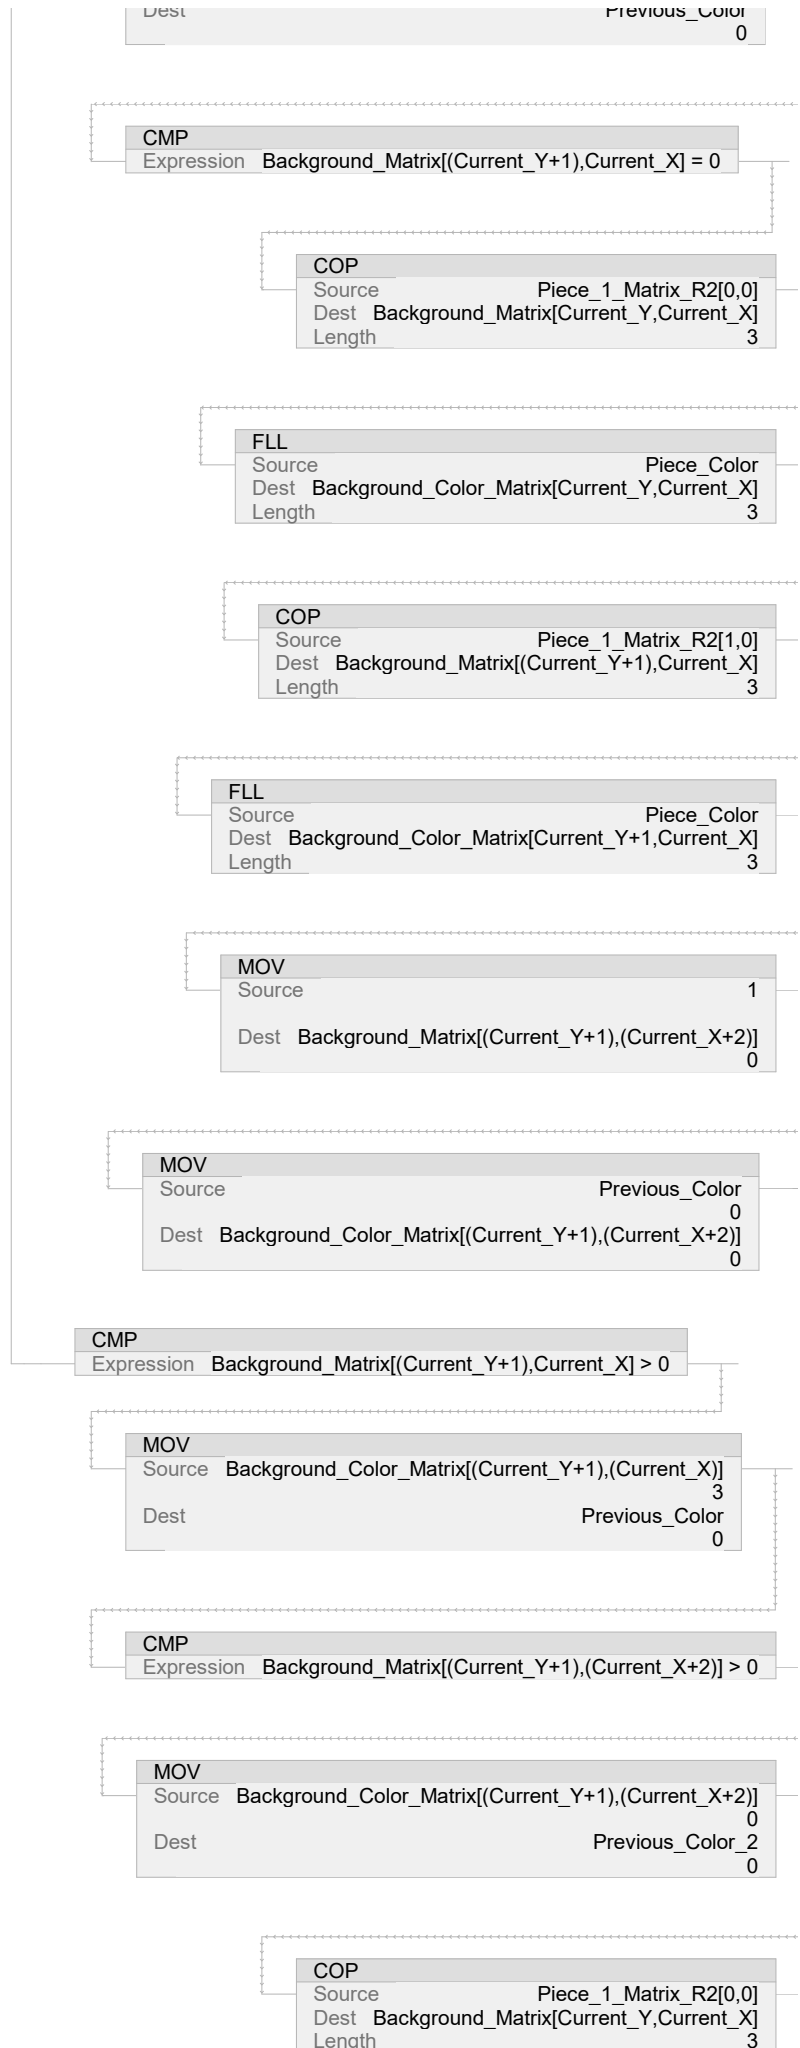 Dest Previous_Color
0
CMP
Expression Background_Matrix[(Current_Y+1),Current_X] = 0
COP
Source Piece_1_Matrix_R2[0,0]
Dest Background_Matrix[Current_Y,Current_X]
Length 3
FLL
Source Piece_Color
Dest Background_Color_Matrix[Current_Y,Current_X]
Length 3
COP
Source Piece_1_Matrix_R2[1,0]
Dest Background_Matrix[(Current_Y+1),Current_X]
Length 3
FLL
Source Piece_Color
Dest Background_Color_Matrix[Current_Y+1,Current_X]
Length 3
MOV
Source 1
Dest Background_Matrix[(Current_Y+1),(Current_X+2)]
0
MOV
Source Previous_Color
0
Dest Background_Color_Matrix[(Current_Y+1),(Current_X+2)]
0
CMP
Expression Background_Matrix[(Current_Y+1),Current_X] > 0
MOV
Source Background_Color_Matrix[(Current_Y+1),(Current_X)]
3
Dest Previous_Color
0
CMP
Expression Background_Matrix[(Current_Y+1),(Current_X+2)] > 0
MOV
Source Background_Color_Matrix[(Current_Y+1),(Current_X+2)]
0
Dest Previous_Color_2
0
COP
Source Piece_1_Matrix_R2[0,0]
Dest Background_Matrix[Current_Y,Current_X]
Length 3